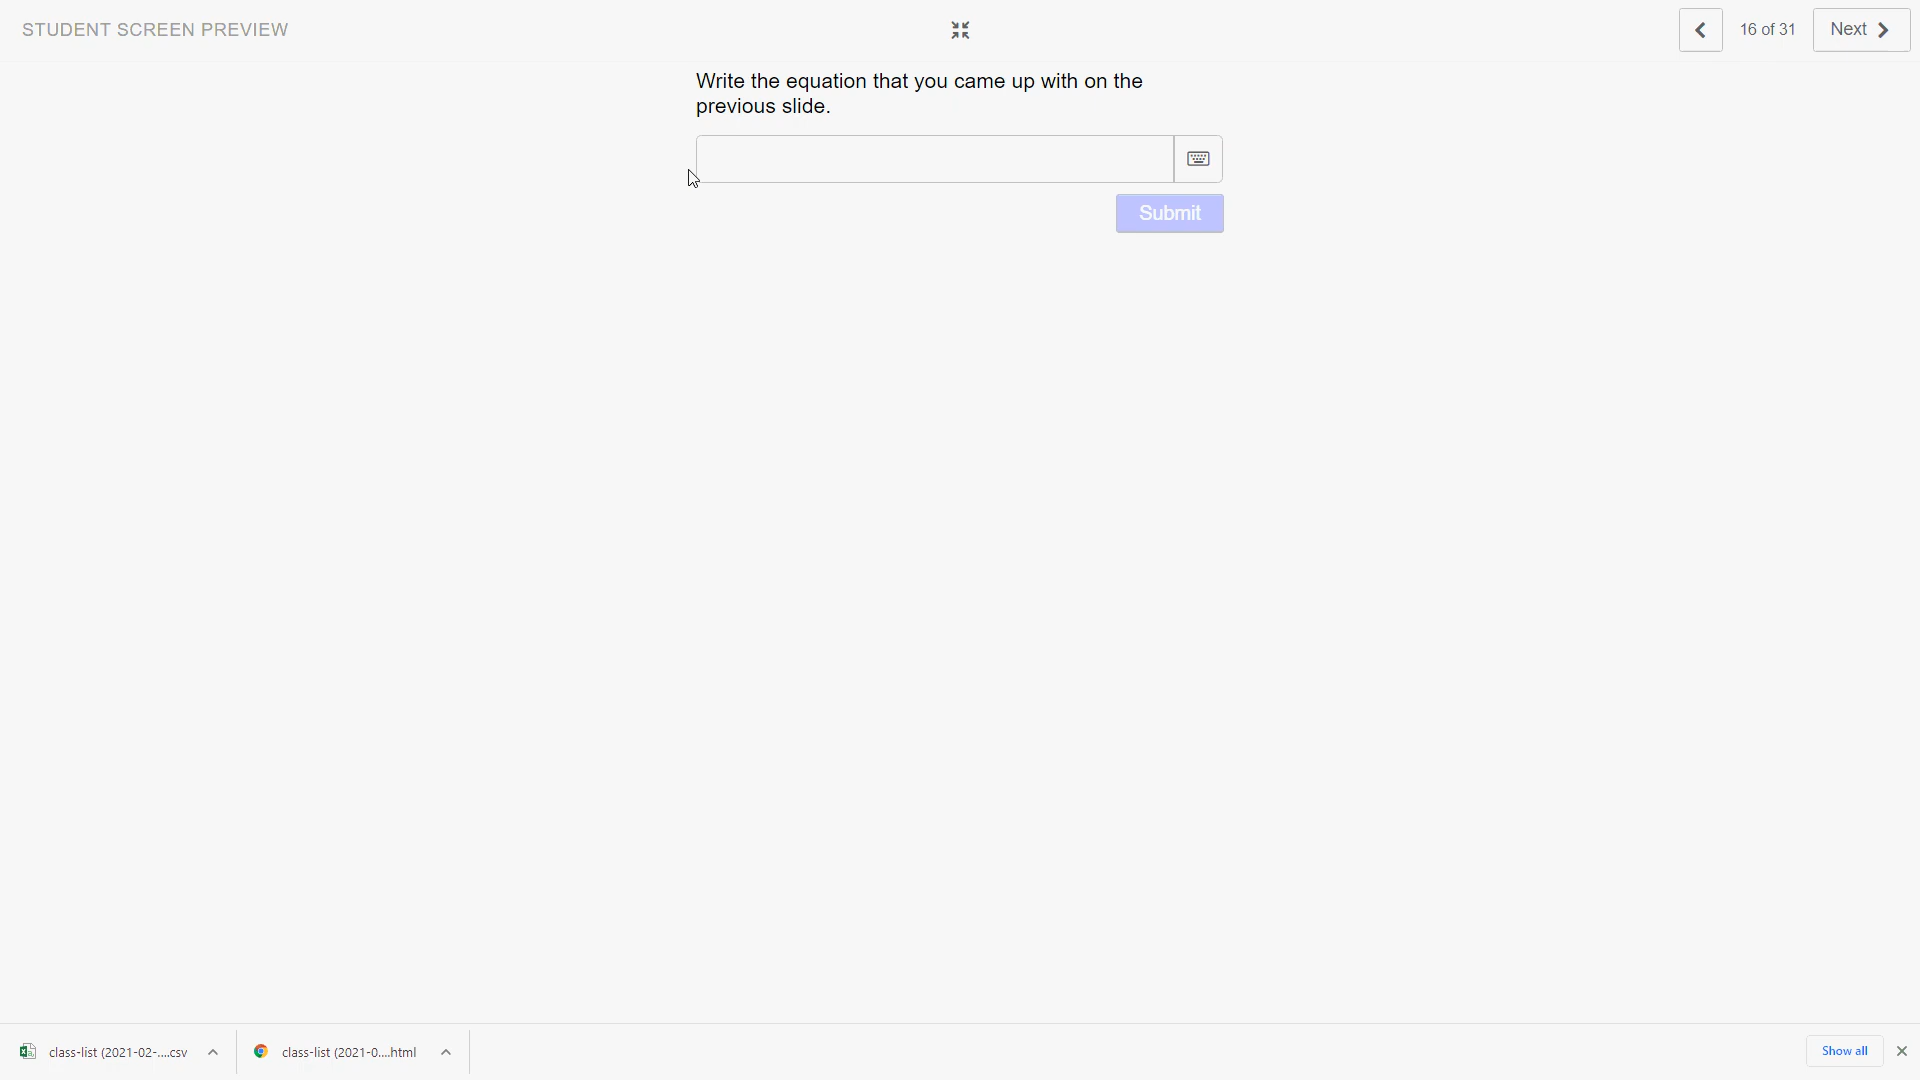 STUDENT SCREEN PREVIEW
16 of 31
Next
Write the equation that you came up with on the
previous slide.
Submit
class-list (2021-02-....csv
class-list (2021-0....html
Show all